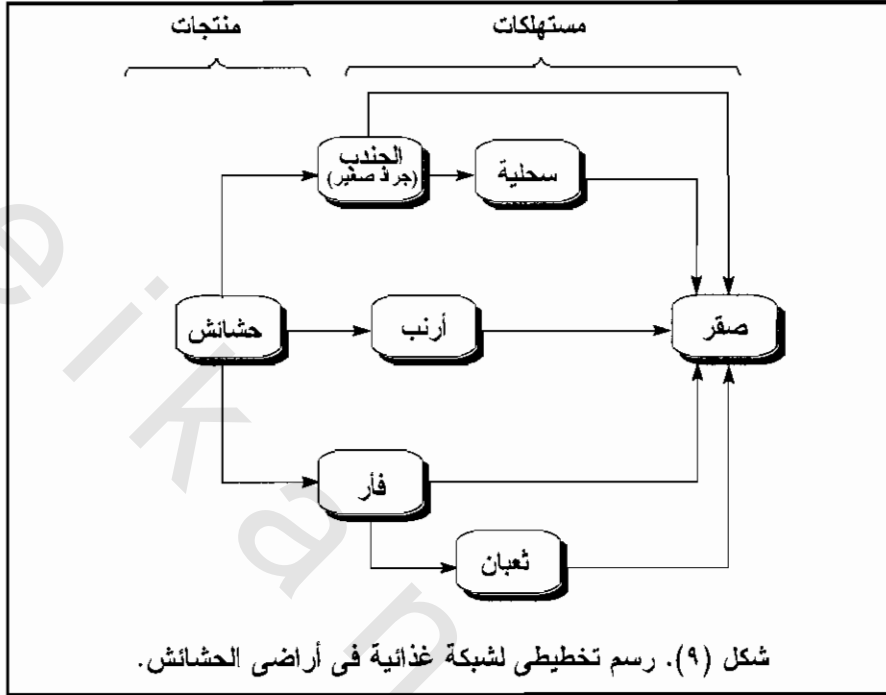 منتجات
مستهلكات
الجندب
(جراد صغير)
سحلية
حشائش
أرنب
صقر
فأر
ثعبان
شكل (٩). رسم تخطيطى لشبكة غذائية فى أراضى الحشائش.
e i k a n